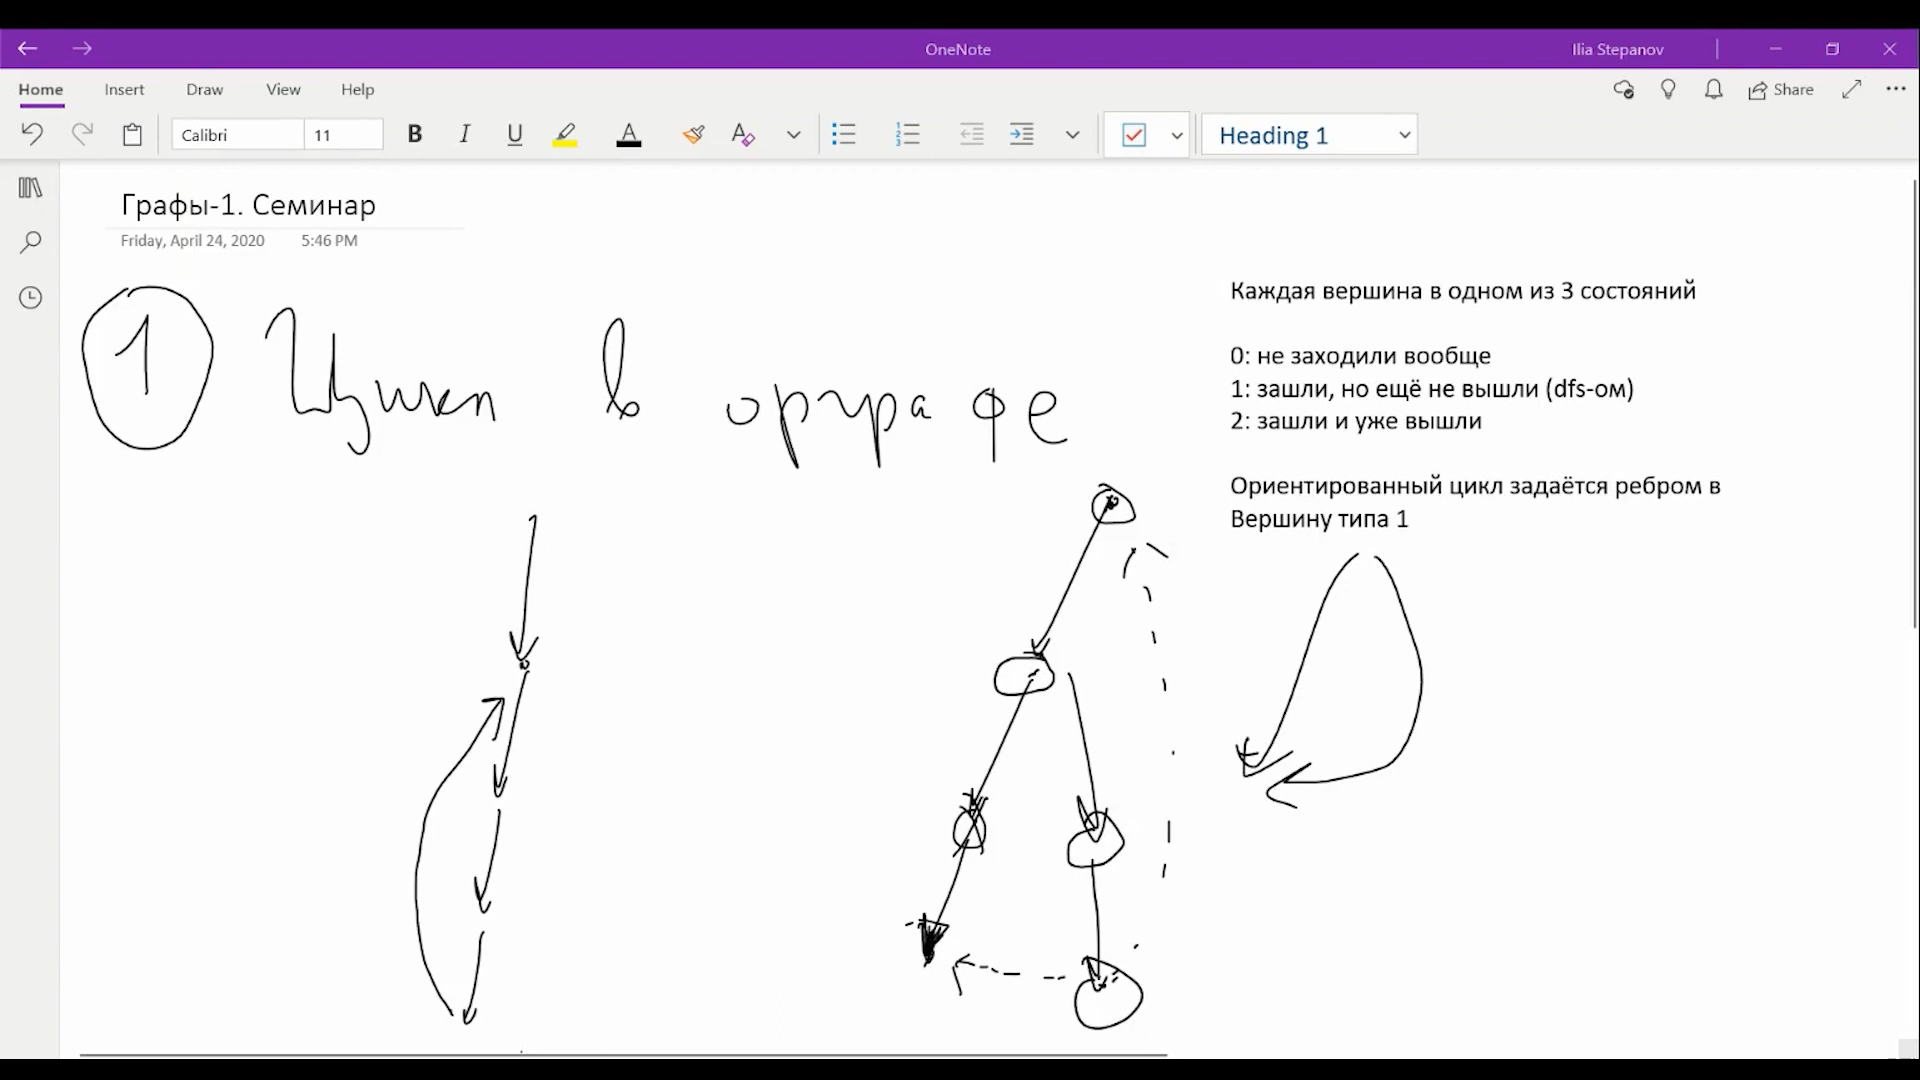 OneNote
Ilia Stepanov
Home Insert Draw View Help
Share
Calibri 11 B I U A A Heading 1
Графы-1. Семинар
Friday, April 24, 2020 5:46 PM
1 Цикл в орграфе
Каждая вершина в одном из 3 состояний
0: не заходили вообще
1: зашли, но ещё не вышли (dfs-ом)
2: зашли и уже вышли
Ориентированный цикл задаётся ребром в
Вершину типа 1